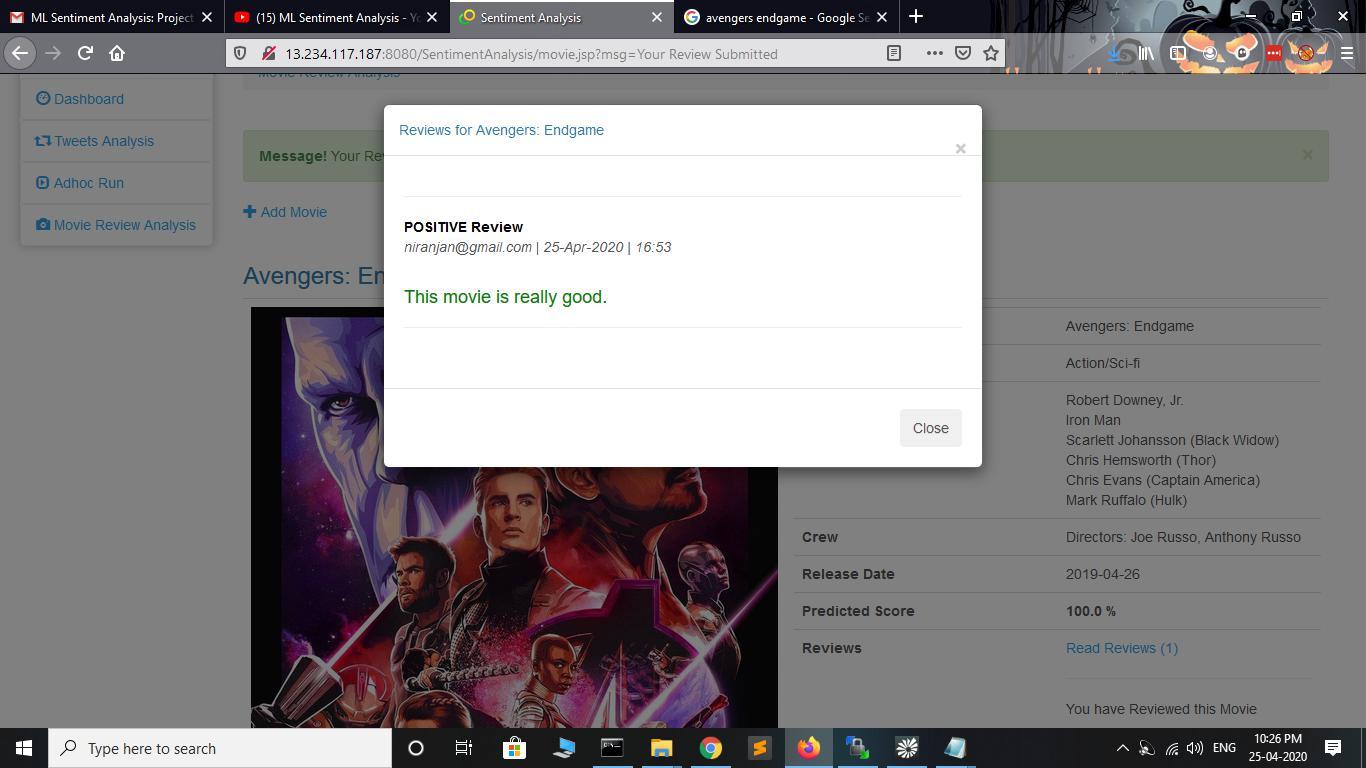 ML Sentiment Analysis: Project
(15) ML Sentiment Analysis - Yo
Sentiment Analysis
avengers endgame - Google Se
13.234.117.187:8080/SentimentAnalysis/movie.jsp?msg=Your Review Submitted
Movie Review Analysis
Dashboard
Tweets Analysis
Adhoc Run
Movie Review Analysis
Message! Your Re
Add Movie
Reviews for Avengers: Endgame
×
POSITIVE Review
niranjan@gmail.com | 25-Apr-2020 | 16:53
This movie is really good.
Close
Avengers: En
Avengers: Endgame
Action/Sci-fi
Robert Downey, Jr.
Iron Man
Scarlett Johansson (Black Widow)
Chris Hemsworth (Thor)
Chris Evans (Captain America)
Mark Ruffalo (Hulk)
Crew Directors: Joe Russo, Anthony Russo
Release Date 2019-04-26
Predicted Score 100.0 %
Reviews Read Reviews (1)
You have Reviewed this Movie
Type here to search
ENG
10:26 PM
25-04-2020